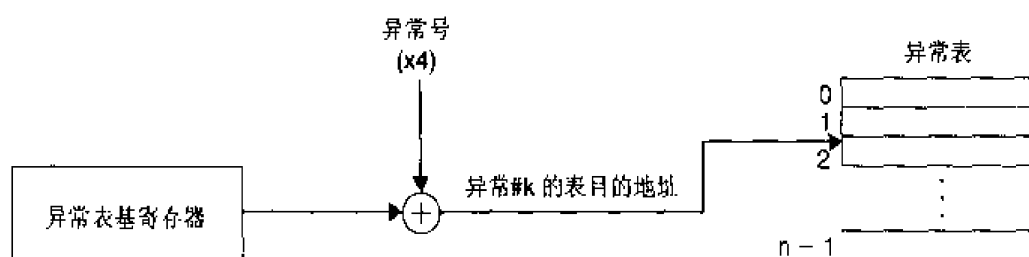 异常号
(x4)
异常表
0
1
2
异常#k 的表目的地址
异常表基寄存器
n - 1